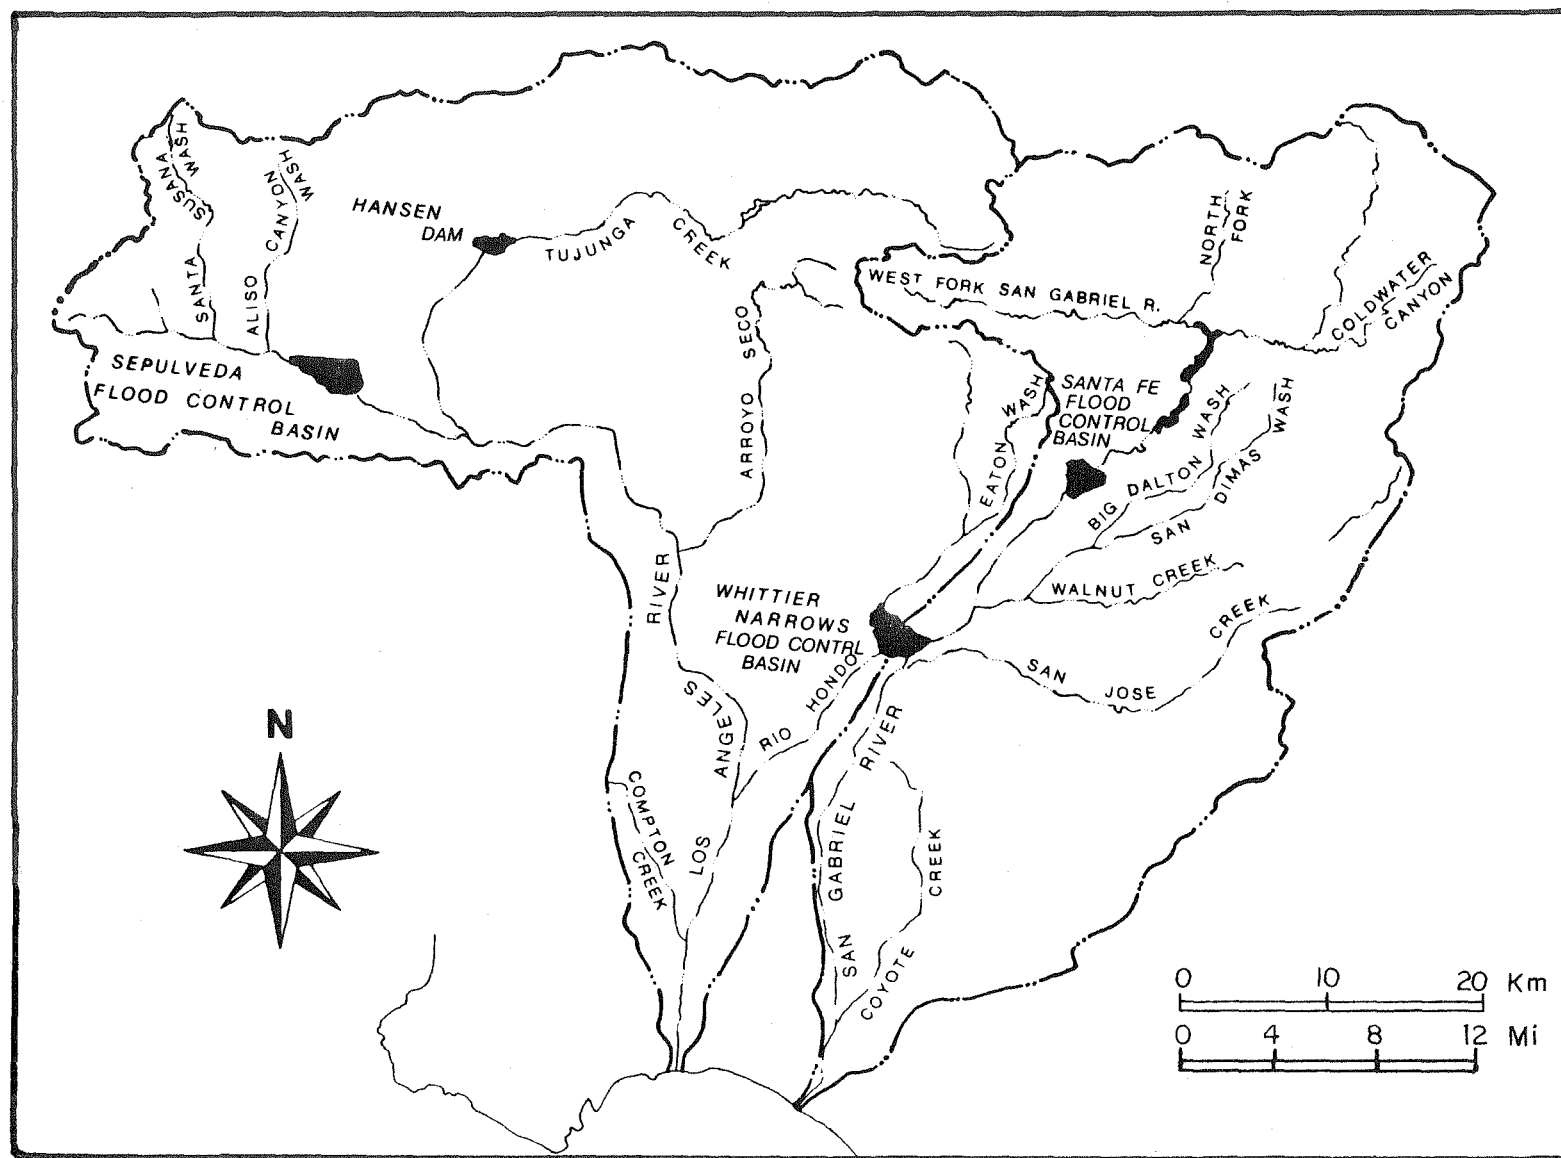 SANTA SUSANA WASH
ALISO CANYON WASH
HANSEN
DAM
TUJUNGA CREEK
NORTH
FORK
WEST FORK SAN GABRIEL R.
COLDWATER
CANYON
SEPULVEDA
FLOOD CONTROL
BASIN
ARROYO SECO
EATON WASH
SANTA FE
FLOOD
CONTROL
BASIN
BIG DALTON WASH
SAN DIMAS WASH
WALNUT CREEK
WHITTIER
NARROWS
FLOOD CONTRL
BASIN
SAN JOSE CREEK
RIO HONDO
LOS ANGELES RIVER
COMPTON
CREEK
SAN GABRIEL RIVER
COYOTE CREEK
N
0 10 20 Km
0 4 8 12 Mi